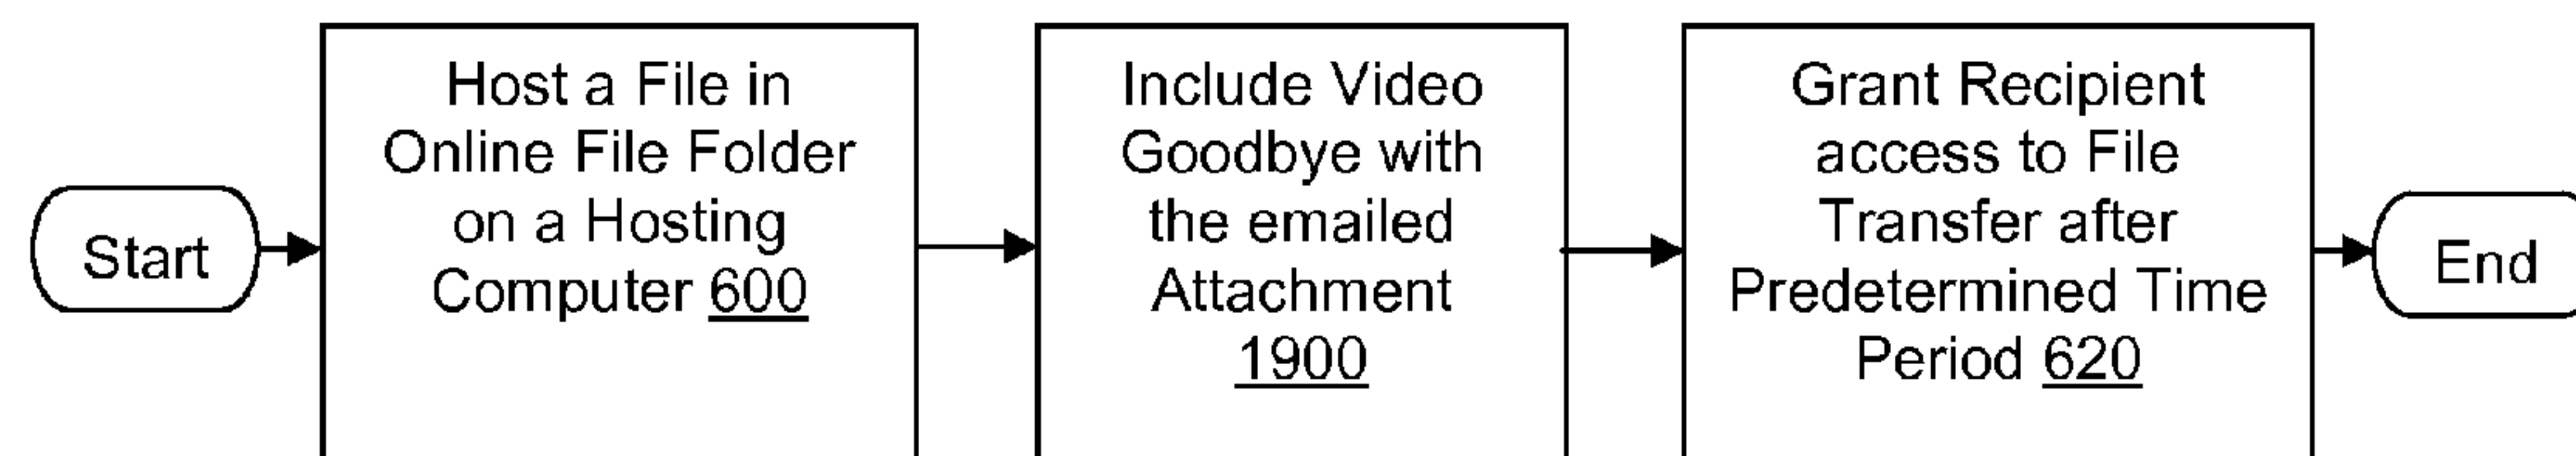 Start
Host a File in
Online File Folder
on a Hosting
Computer 600
Include Video
Goodbye with
the emailed
Attachment
1900
Grant Recipient
access to File
Transfer after
Predetermined Time
Period 620
End